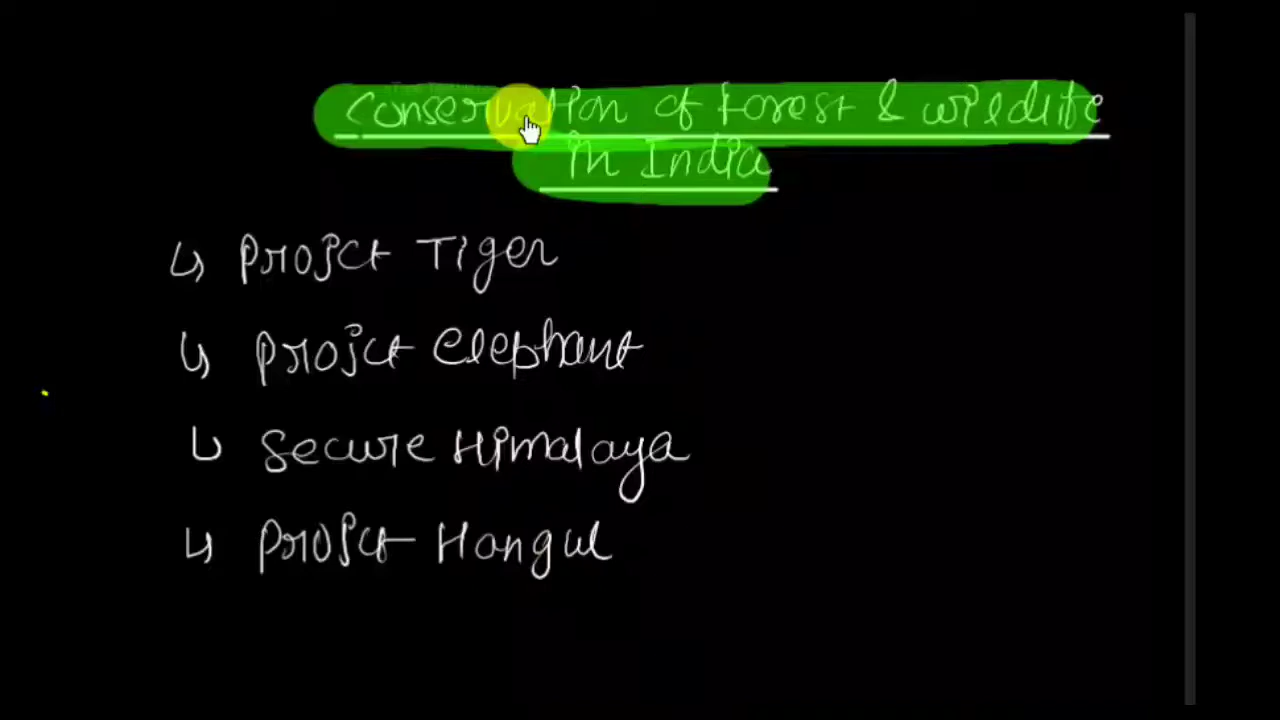 Conservation of Forest & Wildlife
in India
↳ Project Tiger
↳ Project Elephant
↳ Secure Himalaya
↳ Project Hangul